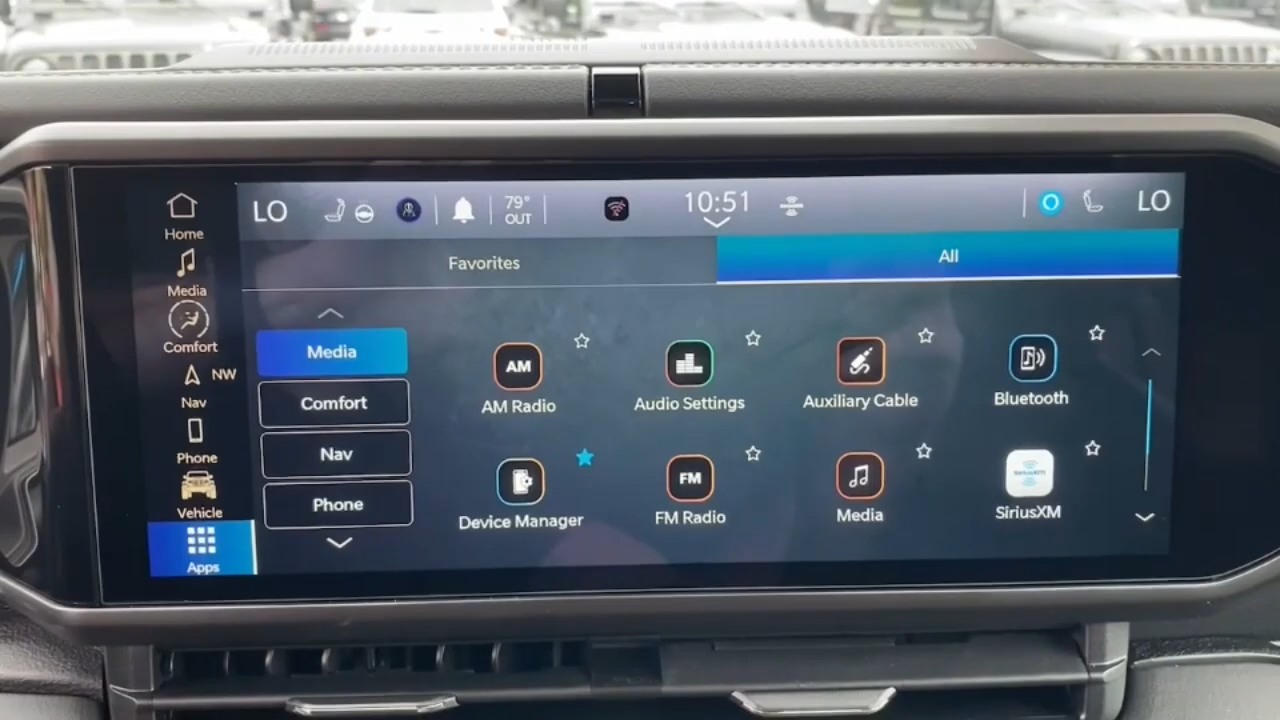 LO
79°
OUT
10:51
LO
Home
Media
Comfort
NW
Nav
Phone
Vehicle
Apps
Favorites
All
Media
Comfort
Nav
Phone
AM
AM Radio
Audio Settings
Auxiliary Cable
Bluetooth
Device Manager
FM
FM Radio
Media
SiriusXM
SiriusXM